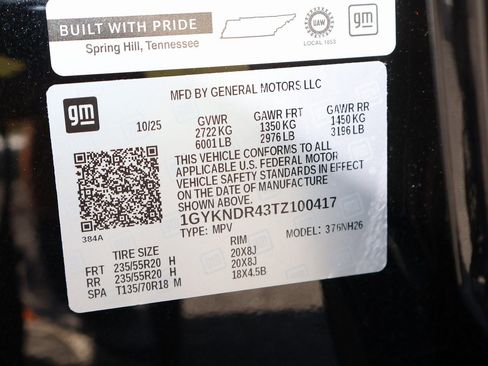 BUILT WITH PRIDE
Spring Hill, Tennessee
UAW
LOCAL 1853
gm
MFD BY GENERAL MOTORS LLC
gm
10/25
GVWR GAWR FRT GAWR RR
2722 KG 1350 KG 1450 KG
6001 LB 2976 LB 3196 LB
THIS VEHICLE CONFORMS TO ALL
APPLICABLE U.S. FEDERAL MOTOR
VEHICLE SAFETY STANDARDS IN EFFECT
ON THE DATE OF MANUFACTURE
SHOWN ABOVE.
1GYKNDR43TZ100417
384A
TYPE: MPV MODEL: 376NH26
TIRE SIZE RIM
FRT 235/55R20 H 20X8J
RR 235/55R20 H 20X8J
SPA T135/70R18 M 18X4.5B